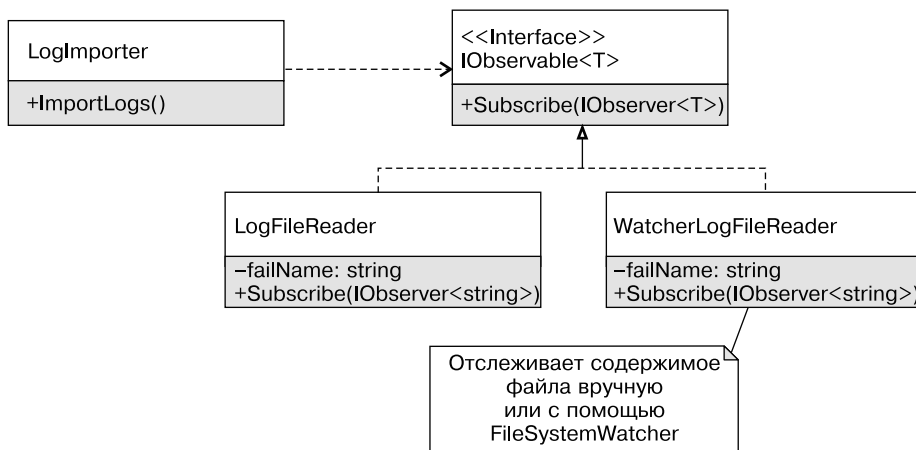 LogImporter
+ImportLogs()
<<Interface>>
IObservable<T>
+Subscribe(IObserver<T>)
LogFileReader
–failName: string
+Subscribe(IObserver<string>)
WatcherLogFileReader
–failName: string
+Subscribe(IObserver<string>)
Отслеживает содержимое
файла вручную
или с помощью
FileSystemWatcher